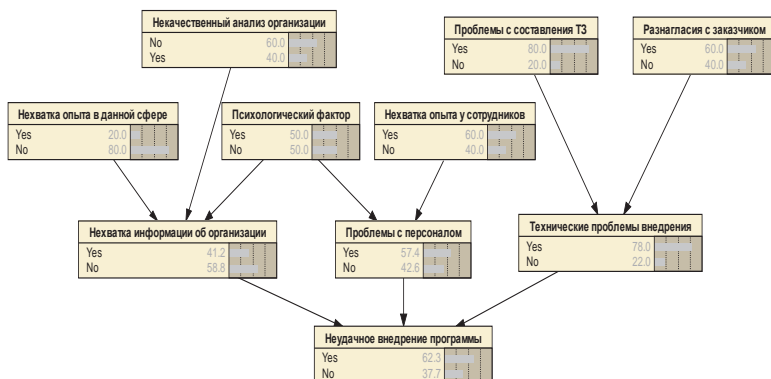 Некачественный анализ организации
No 60.0
Yes 40.0
Проблемы с составления ТЗ
Yes 80.0
No 20.0
Разнагласия с заказчиком
Yes 60.0
No 40.0
Нехватка опыта в данной сфере
Yes 20.0
No 80.0
Психологический фактор
Yes 50.0
No 50.0
Нехватка опыта у сотрудников
Yes 60.0
No 40.0
Нехватка информации об организации
Yes 41.2
No 58.8
Проблемы с персоналом
Yes 57.4
No 42.6
Технические проблемы внедрения
Yes 78.0
No 22.0
Неудачное внедрение программы
Yes 62.3
No 37.7